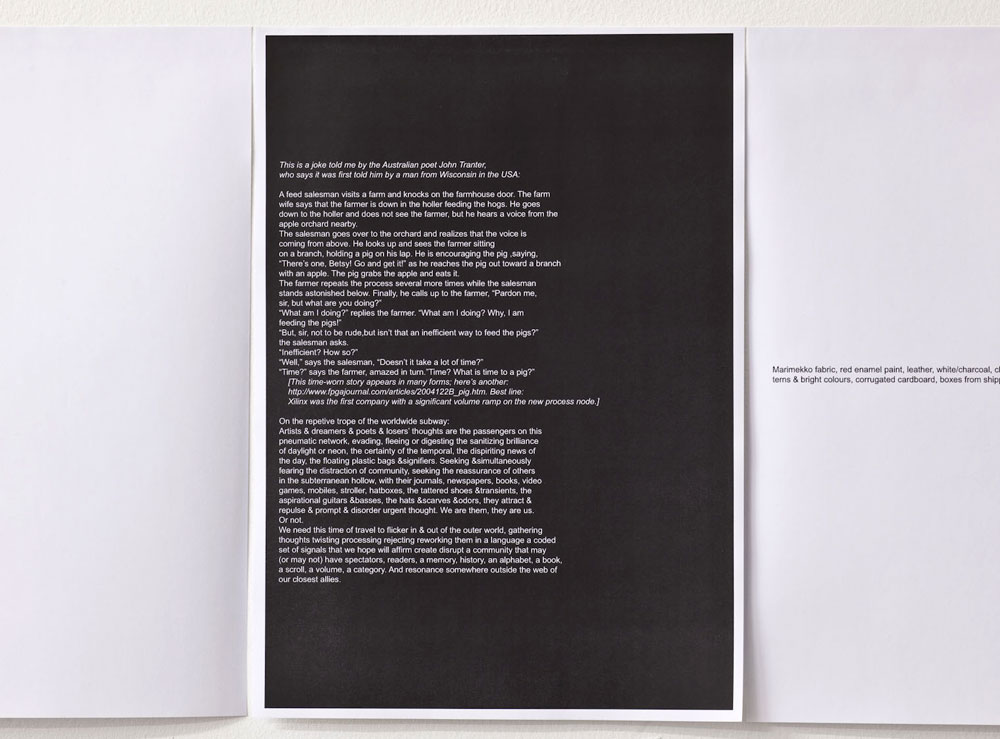 This is a joke told me by the Australian poet John Tranter,
who says it was first told him by a man from Wisconsin in the USA:
A feed salesman visits a farm and knocks on the farmhouse door. The farm
wife says that the farmer is down in the holler feeding the hogs. He goes
down to the holler and does not see the farmer, but he hears a voice from the
apple orchard nearby.
The salesman goes over to the orchard and realizes that the voice is
coming from above. He looks up and sees the farmer sitting
on a branch, holding a pig on his lap. He is encouraging the pig ,saying,
“There’s one, Betsy! Go and get it!” as he reaches the pig out toward a branch
with an apple. The pig grabs the apple and eats it.
The farmer repeats the process several more times while the salesman
stands astonished below. Finally, he calls up to the farmer, “Pardon me,
sir, but what are you doing?”
“What am I doing?” replies the farmer. “What am I doing? Why, I am
feeding the pigs!”
“But, sir, not to be rude,but isn’t that an inefficient way to feed the pigs?”
the salesman asks.
“Inefficient? How so?”
“Well,” says the salesman, “Doesn’t it take a lot of time?”
“Time?” says the farmer, amazed in turn.”Time? What is time to a pig?”
[This time-worn story appears in many forms; here’s another:
http://www.fpgajournal.com/articles/2004122B_pig.htm. Best line:
Xilinx was the first company with a significant volume ramp on the new process node.]
On the repetive trope of the worldwide subway:
Artists & dreamers & poets & losers’ thoughts are the passengers on this
pneumatic network, evading, fleeing or digesting the sanitizing brilliance
of daylight or neon, the certainty of the temporal, the dispiriting news of
the day, the floating plastic bags &signifiers. Seeking &simultaneously
fearing the distraction of community, seeking the reassurance of others
in the subterranean hollow, with their journals, newspapers, books, video
games, mobiles, stroller, hatboxes, the tattered shoes &transients, the
aspirational guitars &basses, the hats &scarves &odors, they attract &
repulse & prompt & disorder urgent thought. We are them, they are us.
Or not.
We need this time of travel to flicker in & out of the outer world, gathering
thoughts twisting processing rejecting reworking them in a language a coded
set of signals that we hope will affirm create disrupt a community that may
(or may not) have spectators, readers, a memory, history, an alphabet, a book,
a scroll, a volume, a category. And resonance somewhere outside the web of
our closest allies.
Marimekko fabric, red enamel paint, leather, white/charcoal,
terns & bright colours, corrugated cardboard, boxes from